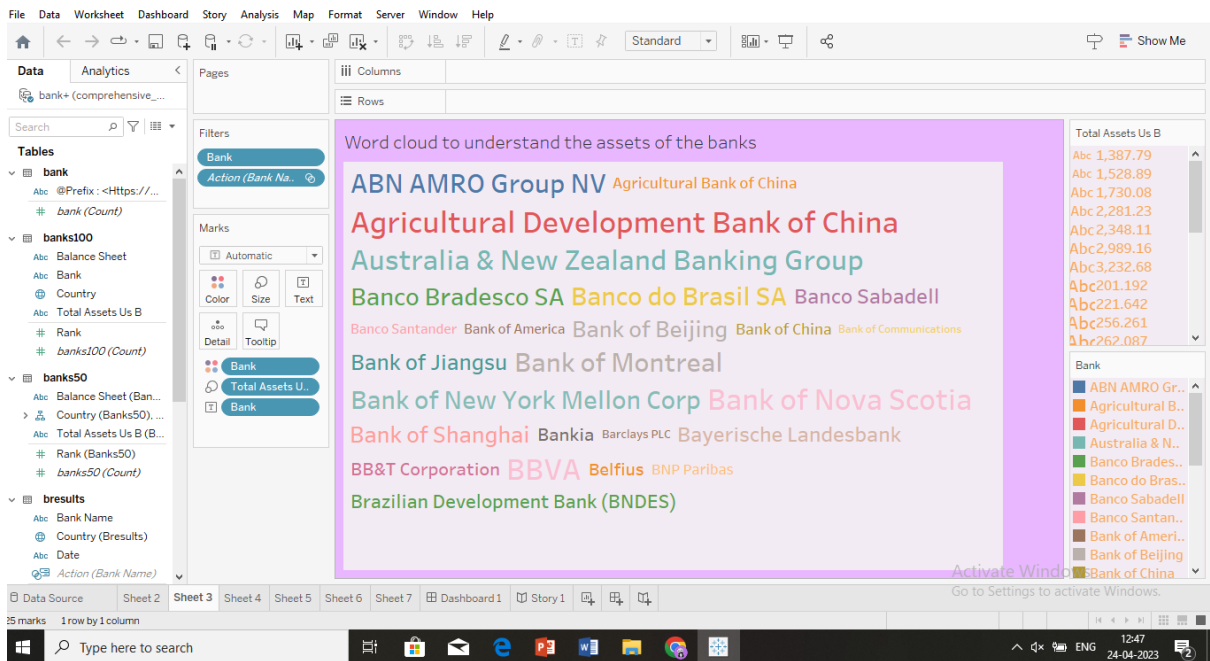 File Data Worksheet Dashboard Story Analysis Map Format Server Window Help
Standard
Show Me
Data Analytics
bank+ (comprehensive_...
Search
Tables
bank
Abc @Prefix : <Https://...
# bank (Count)
banks100
Abc Balance Sheet
Abc Bank
Country
Abc Total Assets Us B
# Rank
# banks100 (Count)
banks50
Abc Balance Sheet (Ban...
Country (Banks50), ...
Abc Total Assets Us B (B...
# Rank (Banks50)
# banks50 (Count)
bresults
Abc Bank Name
Country (Bresults)
Abc Date
Action (Bank Name)
Pages
Filters
Bank
Action (Bank Na..
Marks
Automatic
Color Size Text
Detail Tooltip
Bank
Total Assets U..
Bank
Columns
Rows
Word cloud to understand the assets of the banks
ABN AMRO Group NV Agricultural Bank of China
Agricultural Development Bank of China
Australia & New Zealand Banking Group
Banco Bradesco SA Banco do Brasil SA Banco Sabadell
Banco Santander Bank of America Bank of Beijing Bank of China Bank of Communications
Bank of Jiangsu Bank of Montreal
Bank of New York Mellon Corp Bank of Nova Scotia
Bank of Shanghai Bankia Barclays PLC Bayerische Landesbank
BB&T Corporation BBVA Belfius BNP Paribas
Brazilian Development Bank (BNDES)
Total Assets Us B
Abc 1,387.79
Abc 1,528.89
Abc 1,730.08
Abc 2,281.23
Abc 2,348.11
Abc 2,989.16
Abc 3,232.68
Abc 201.192
Abc 221.642
Abc 256.261
Abc 262.087
Bank
ABN AMRO Gr..
Agricultural B..
Agricultural D..
Australia & N..
Banco Brades..
Banco do Bras..
Banco Sabadell
Banco Santan..
Bank of Ameri..
Bank of Beijing
Bank of China
Activate Windows
Go to Settings to activate Windows.
Data Source Sheet 2 Sheet 3 Sheet 4 Sheet 5 Sheet 6 Sheet 7 Dashboard 1 Story 1
25 marks 1 row by 1 column
Type here to search
ENG
12:47
24-04-2023
2